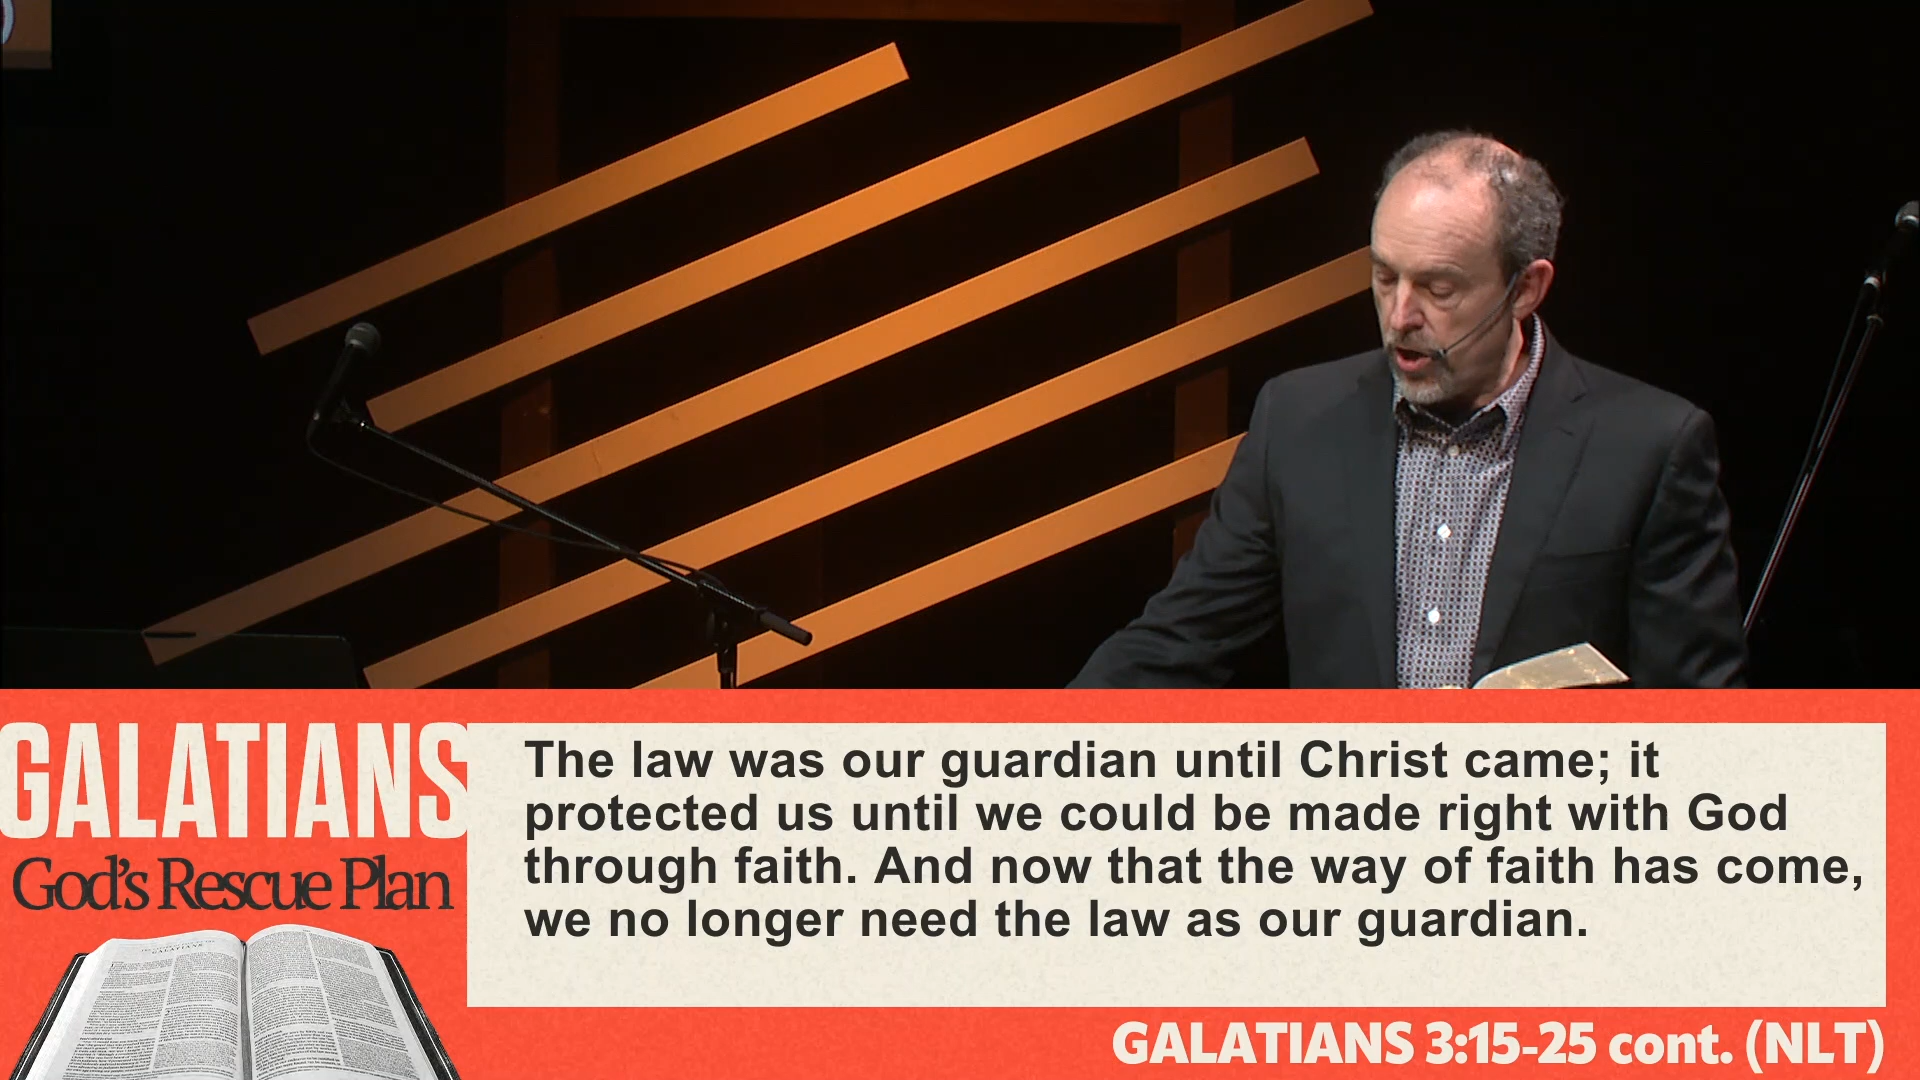 GALATIANS
God's Rescue Plan
GALATIANS
The law was our guardian until Christ came; it
protected us until we could be made right with God
through faith. And now that the way of faith has come,
we no longer need the law as our guardian.
GALATIANS 3:15-25 cont. (NLT)